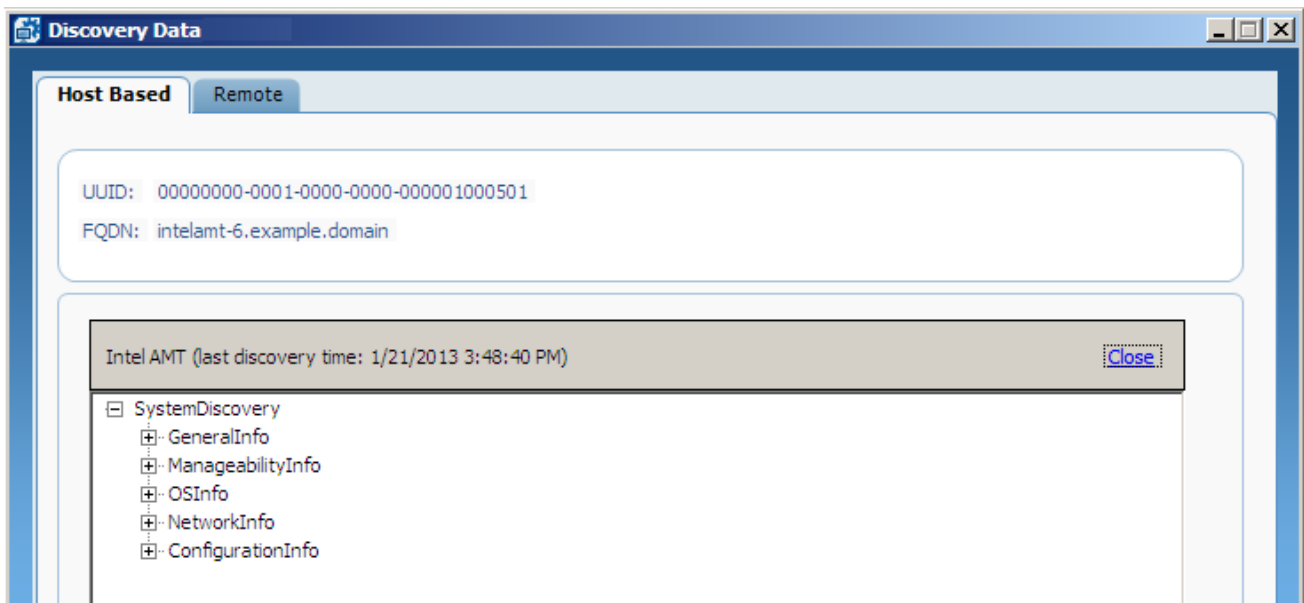 Discovery Data
Host Based Remote
UUID: 00000000-0001-0000-0000-000001000501
FQDN: intelamt-6.example.domain
Intel AMT (last discovery time: 1/21/2013 3:48:40 PM) Close
SystemDiscovery
GeneralInfo
ManageabilityInfo
OSInfo
NetworkInfo
ConfigurationInfo